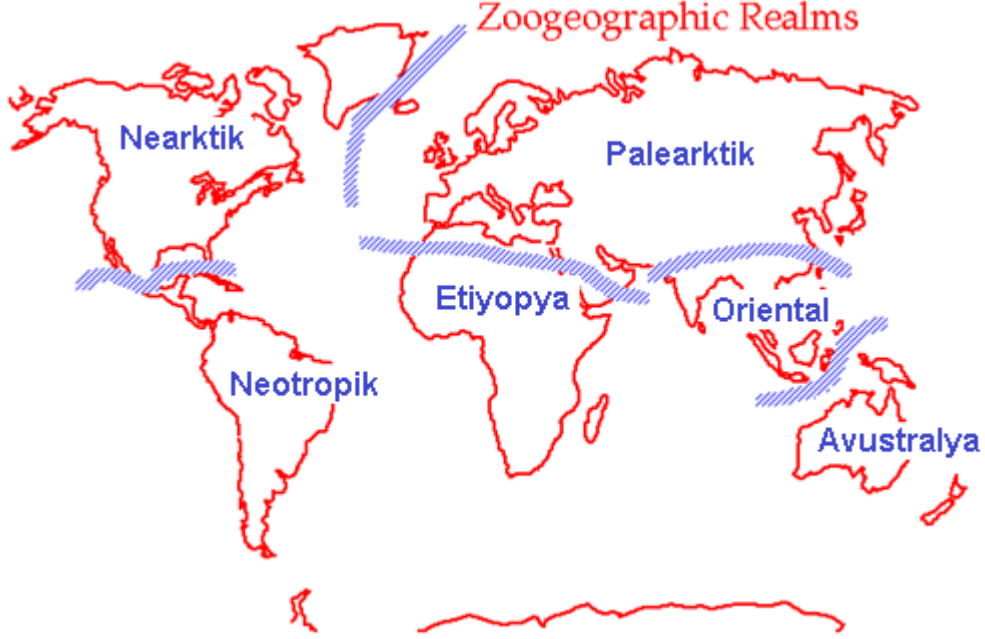 Zoogeographic Realms
Nearktik
Palearktik
Etiyopya
Oriental
Neotropik
Avustralya